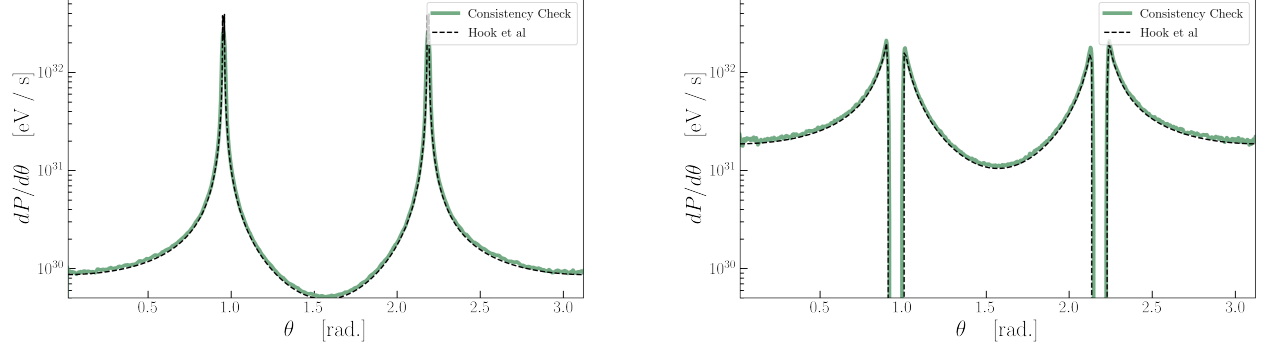 Consistency Check
Hook et al
10^32
10^31
10^30
dP/dθ [eV / s]
0.5 1.0 1.5 2.0 2.5 3.0
θ [rad.]
Consistency Check
Hook et al
10^32
10^31
10^30
dP/dθ [eV / s]
0.5 1.0 1.5 2.0 2.5 3.0
θ [rad.]